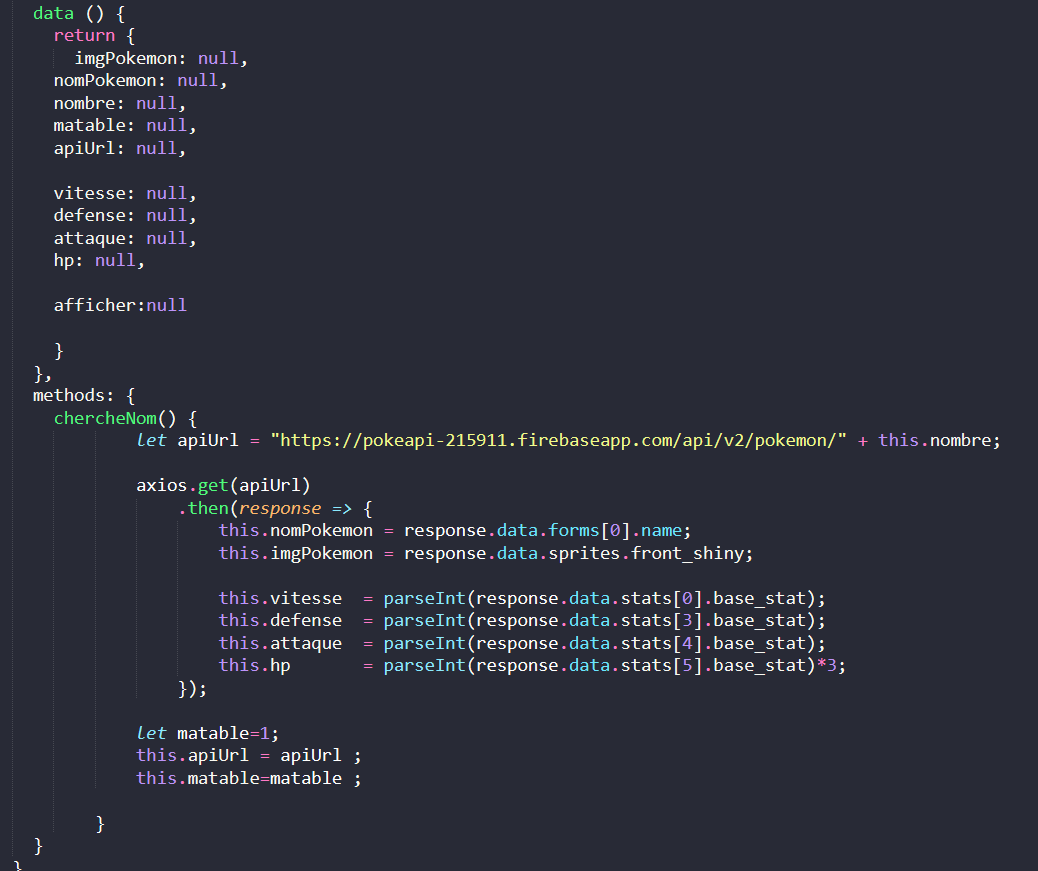 data () {
return {
imgPokemon: null,
nomPokemon: null,
nombre: null,
matable: null,
apiUrl: null,
vitesse: null,
defense: null,
attaque: null,
hp: null,
afficher:null
}
},
methods: {
chercheNom() {
let apiUrl = "https://pokeapi-215911.firebaseapp.com/api/v2/pokemon/" + this.nombre;
axios.get(apiUrl)
.then(response => {
this.nomPokemon = response.data.forms[0].name;
this.imgPokemon = response.data.sprites.front_shiny;
this.vitesse  = parseInt(response.data.stats[0].base_stat);
this.defense  = parseInt(response.data.stats[3].base_stat);
this.attaque  = parseInt(response.data.stats[4].base_stat);
this.hp       = parseInt(response.data.stats[5].base_stat)*3;
});
let matable=1;
this.apiUrl = apiUrl ;
this.matable=matable ;
}
}
}